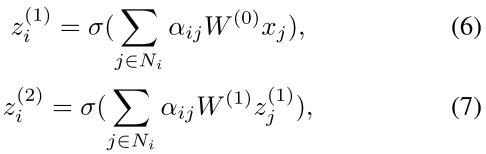 z_i^{(1)} = σ(∑_{j∈N_i} α_{ij} W^{(0)} x_j), (6)
z_i^{(2)} = σ(∑_{j∈N_i} α_{ij} W^{(1)} z_j^{(1)}), (7)